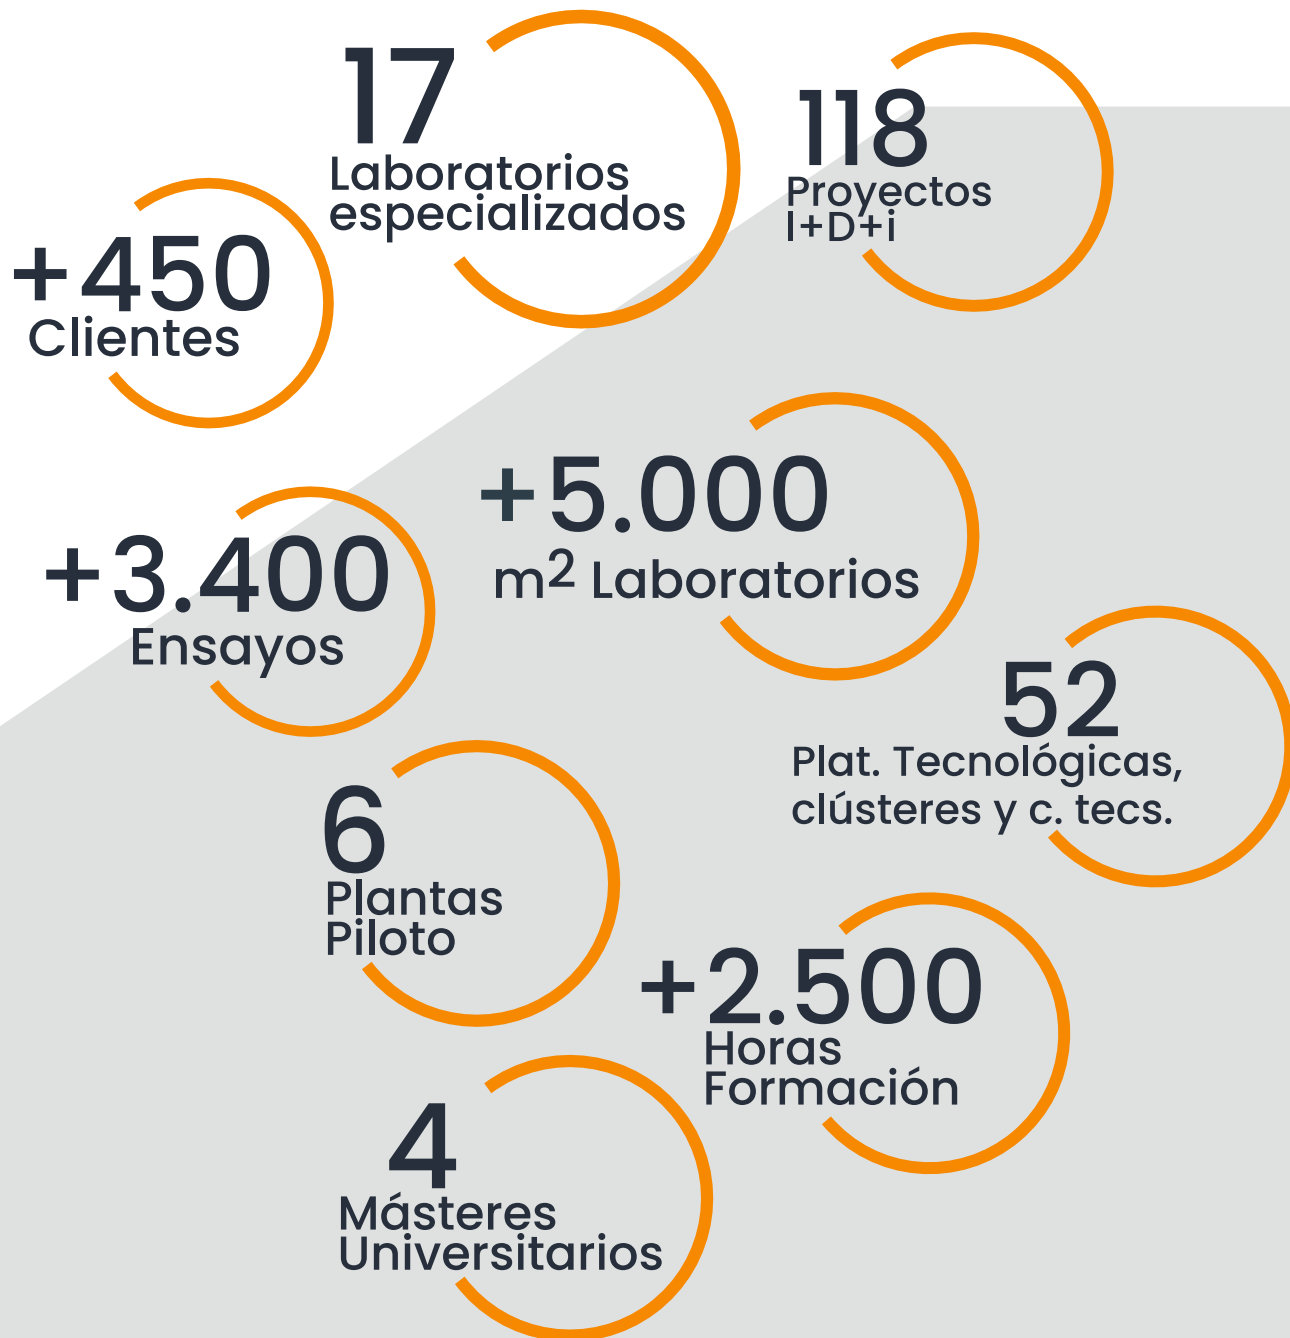 17
Laboratorios
especializados
118
Proyectos
I+D+i
+450
Clientes
+5.000
m² Laboratorios
+3.400
Ensayos
52
Plat. Tecnológicas,
clústeres y c. tecs.
6
Plantas
Piloto
+2.500
Horas
Formación
4
Másteres
Universitarios